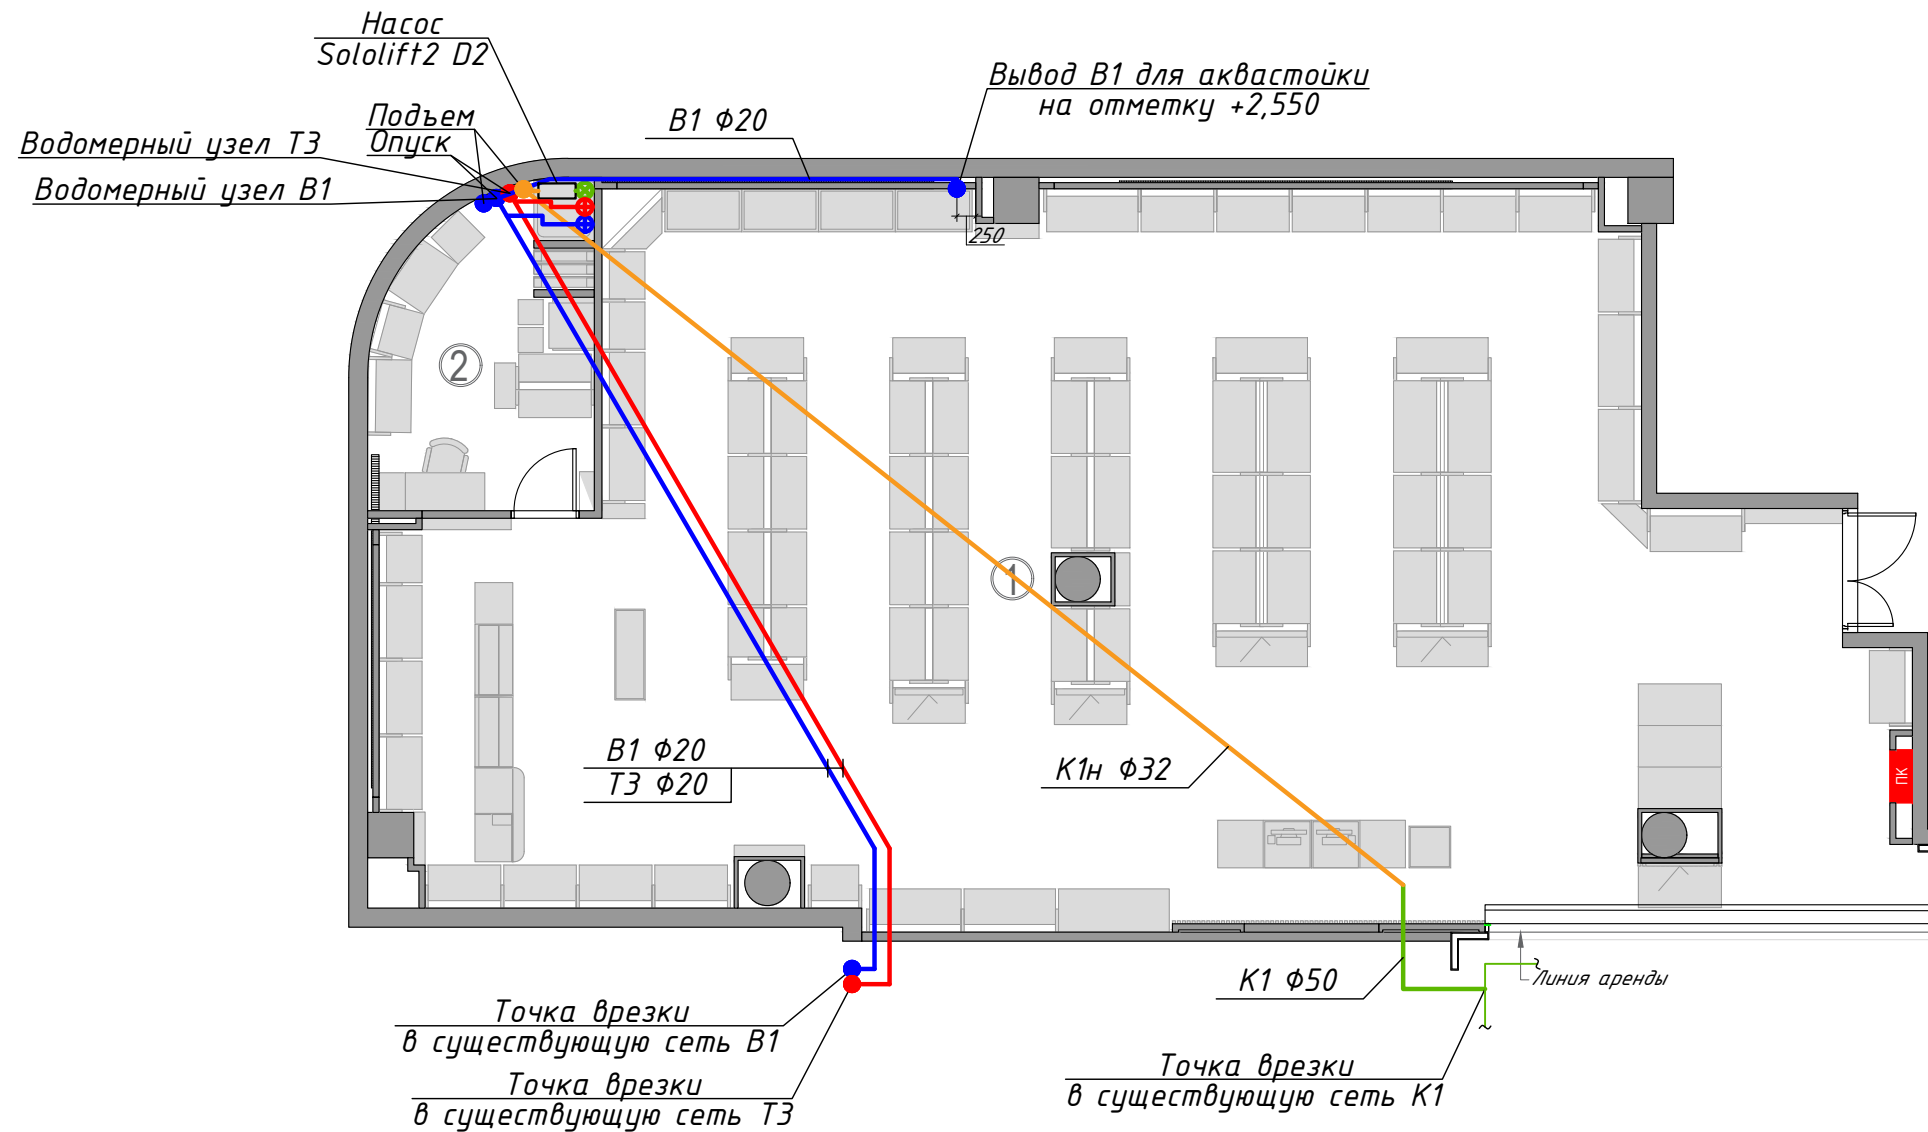 Насос
Sololift2 D2
Вывод В1 для аквастойки
на отметку +2,550
Подъем
Опуск
В1 Ф20
Водомерный узел Т3
Водомерный узел В1
250
2
1
В1 Ф20
Т3 Ф20
К1н Ф32
ПК
К1 Ф50
Линия аренды
Точка врезки
в существующую сеть В1
Точка врезки
в существующую сеть К1
Точка врезки
в существующую сеть Т3